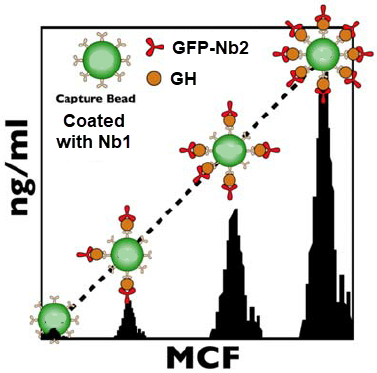 GFP-Nb2
GH
Capture Bead
Coated
with Nb1
ng/ml
MCF